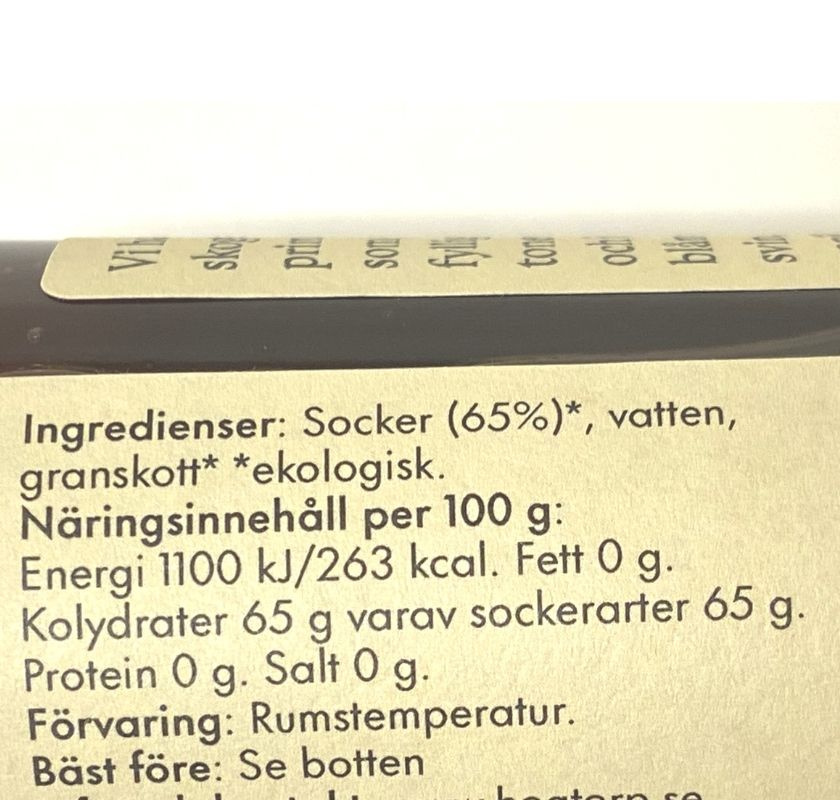 Ingredienser: Socker (65%)*, vatten,
granskott* *ekologisk.
Näringsinnehåll per 100 g:
Energi 1100 kJ/263 kcal. Fett 0 g.
Kolydrater 65 g varav sockerarter 65 g.
Protein 0 g. Salt 0 g.
Förvaring: Rumstemperatur.
Bäst före: Se botten